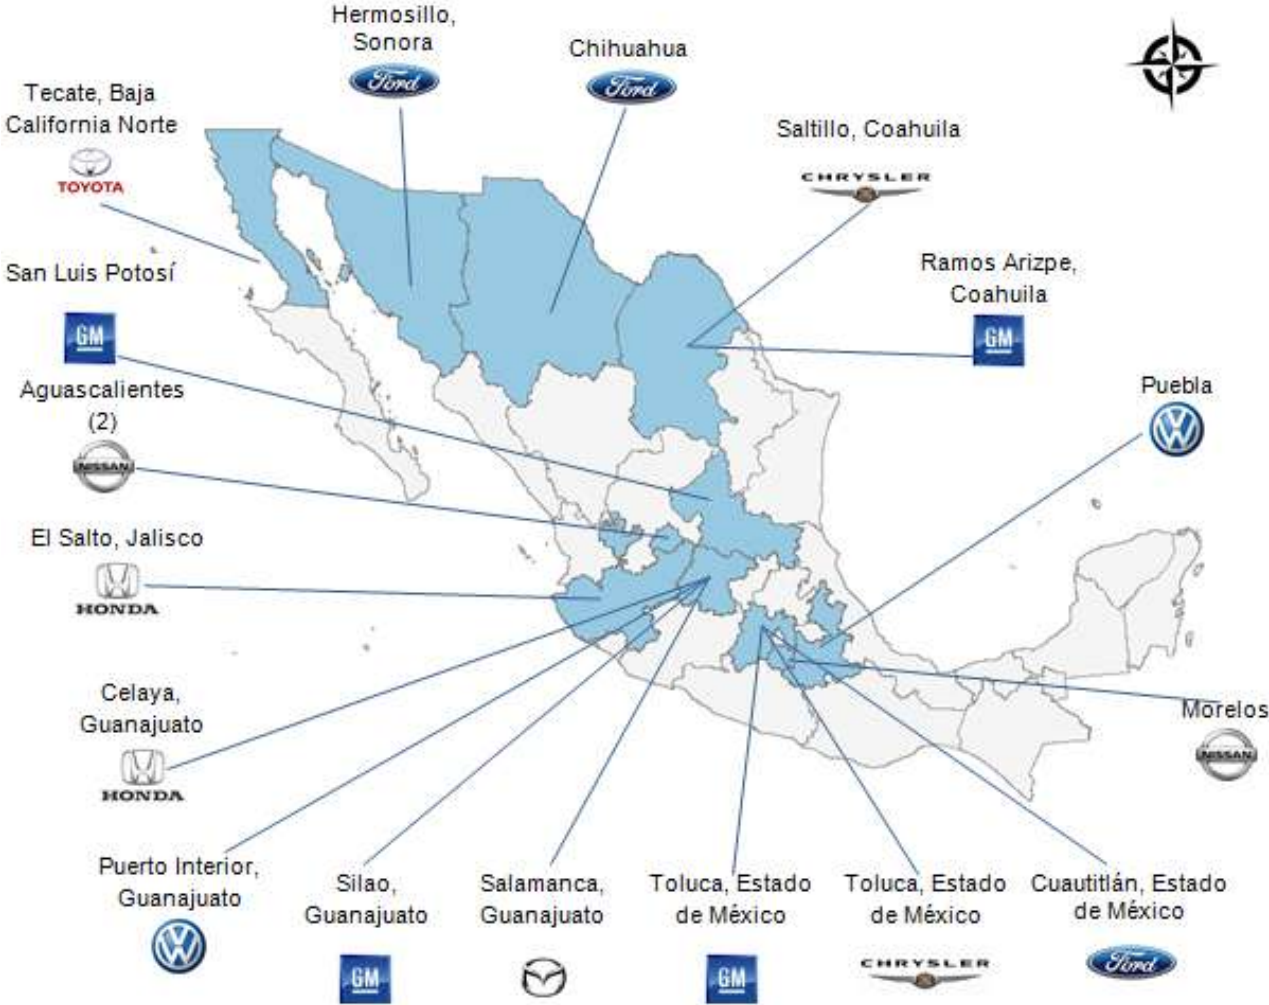 Hermosillo,
Sonora
Ford
Chihuahua
Ford
Tecate, Baja
California Norte
TOYOTA
Saltillo, Coahuila
CHRYSLER
San Luis Potosí
GM
Ramos Arizpe,
Coahuila
GM
Aguascalientes
(2)
NISSAN
Puebla
VW
El Salto, Jalisco
HONDA
Celaya,
Guanajuato
HONDA
Morelos
NISSAN
Puerto Interior,
Guanajuato
VW
Silao,
Guanajuato
GM
Salamanca,
Guanajuato
Toluca, Estado
de México
GM
Toluca, Estado
de México
CHRYSLER
Cuautitlán, Estado
de México
Ford